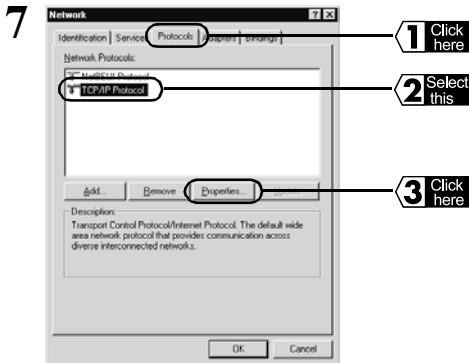 7
Network
Identification Services Protocols Adapters Bindings
Network Protocols:
NetBEUI Protocol
TCP/IP Protocol
Add... Remove Properties... Update...
Description:
Transport Control Protocol/Internet Protocol. The default wide
area network protocol that provides communication across
diverse interconnected networks.
OK Cancel
1 Click
here
2 Select
this
3 Click
here